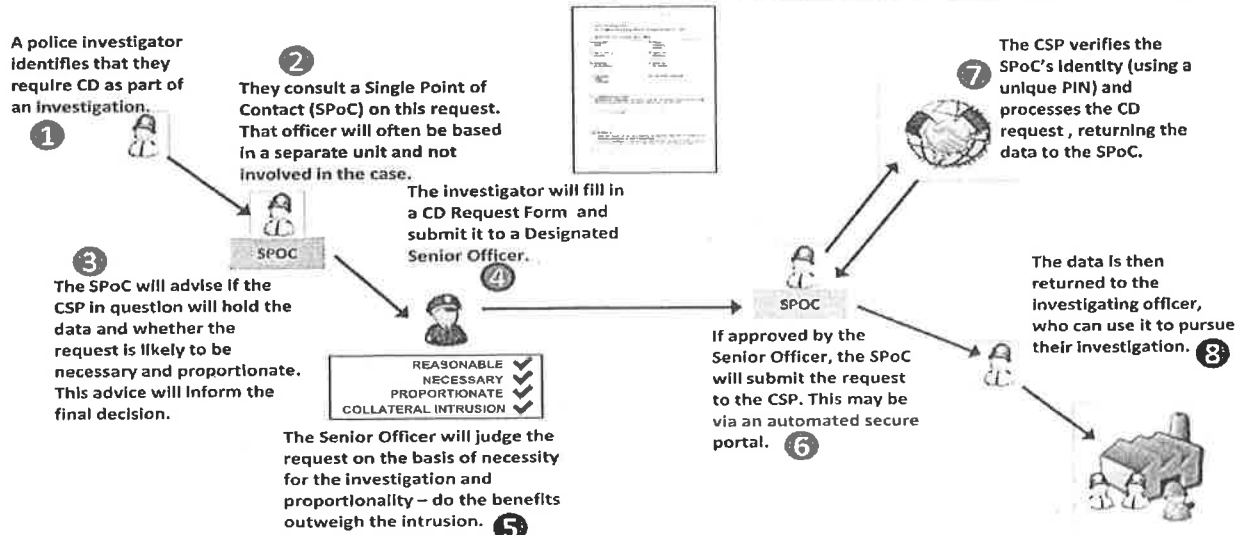 A police investigator
identifies that they
require CD as part of
an investigation.
1
2
They consult a Single Point of
Contact (SPoC) on this request.
That officer will often be based
in a separate unit and not
involved in the case.
SPOC
3
The SPoC will advise if the
CSP in question will hold the
data and whether the
request is likely to be
necessary and proportionate.
This advice will inform the
final decision.
The investigator will fill in
a CD Request Form and
submit it to a Designated
Senior Officer.
4
REASONABLE ✔
NECESSARY ✔
PROPORTIONATE ✔
COLLATERAL INTRUSION ✔
The Senior Officer will judge the
request on the basis of necessity
for the investigation and
proportionality – do the benefits
outweigh the intrusion.
5
SPOC
If approved by the
Senior Officer, the SPoC
will submit the request
to the CSP. This may be
via an automated secure
portal.
6
7
The CSP verifies the
SPoC's identity (using a
unique PIN) and
processes the CD
request , returning the
data to the SPoC.
The data is then
returned to the
investigating officer,
who can use it to pursue
their investigation.
8